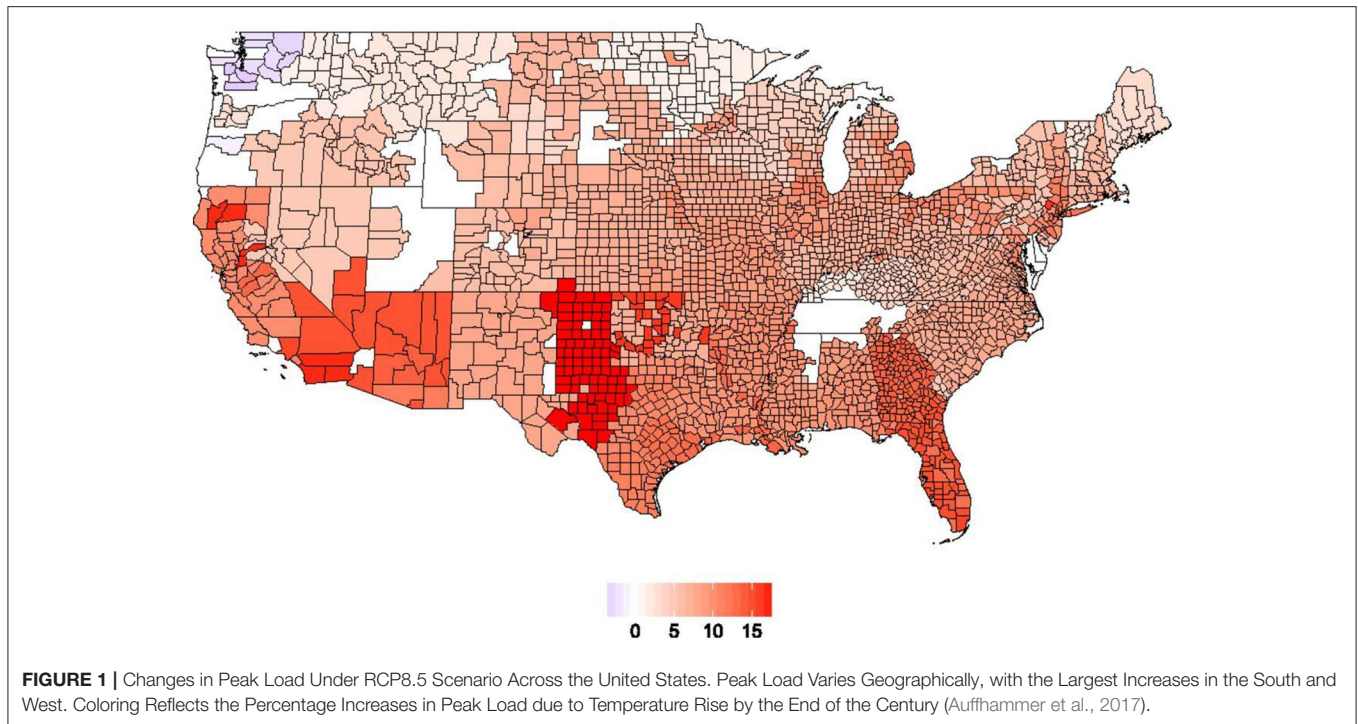 0 5 10 15
FIGURE 1 | Changes in Peak Load Under RCP8.5 Scenario Across the United States. Peak Load Varies Geographically, with the Largest Increases in the South and
West. Coloring Reflects the Percentage Increases in Peak Load due to Temperature Rise by the End of the Century (Auffhammer et al., 2017).